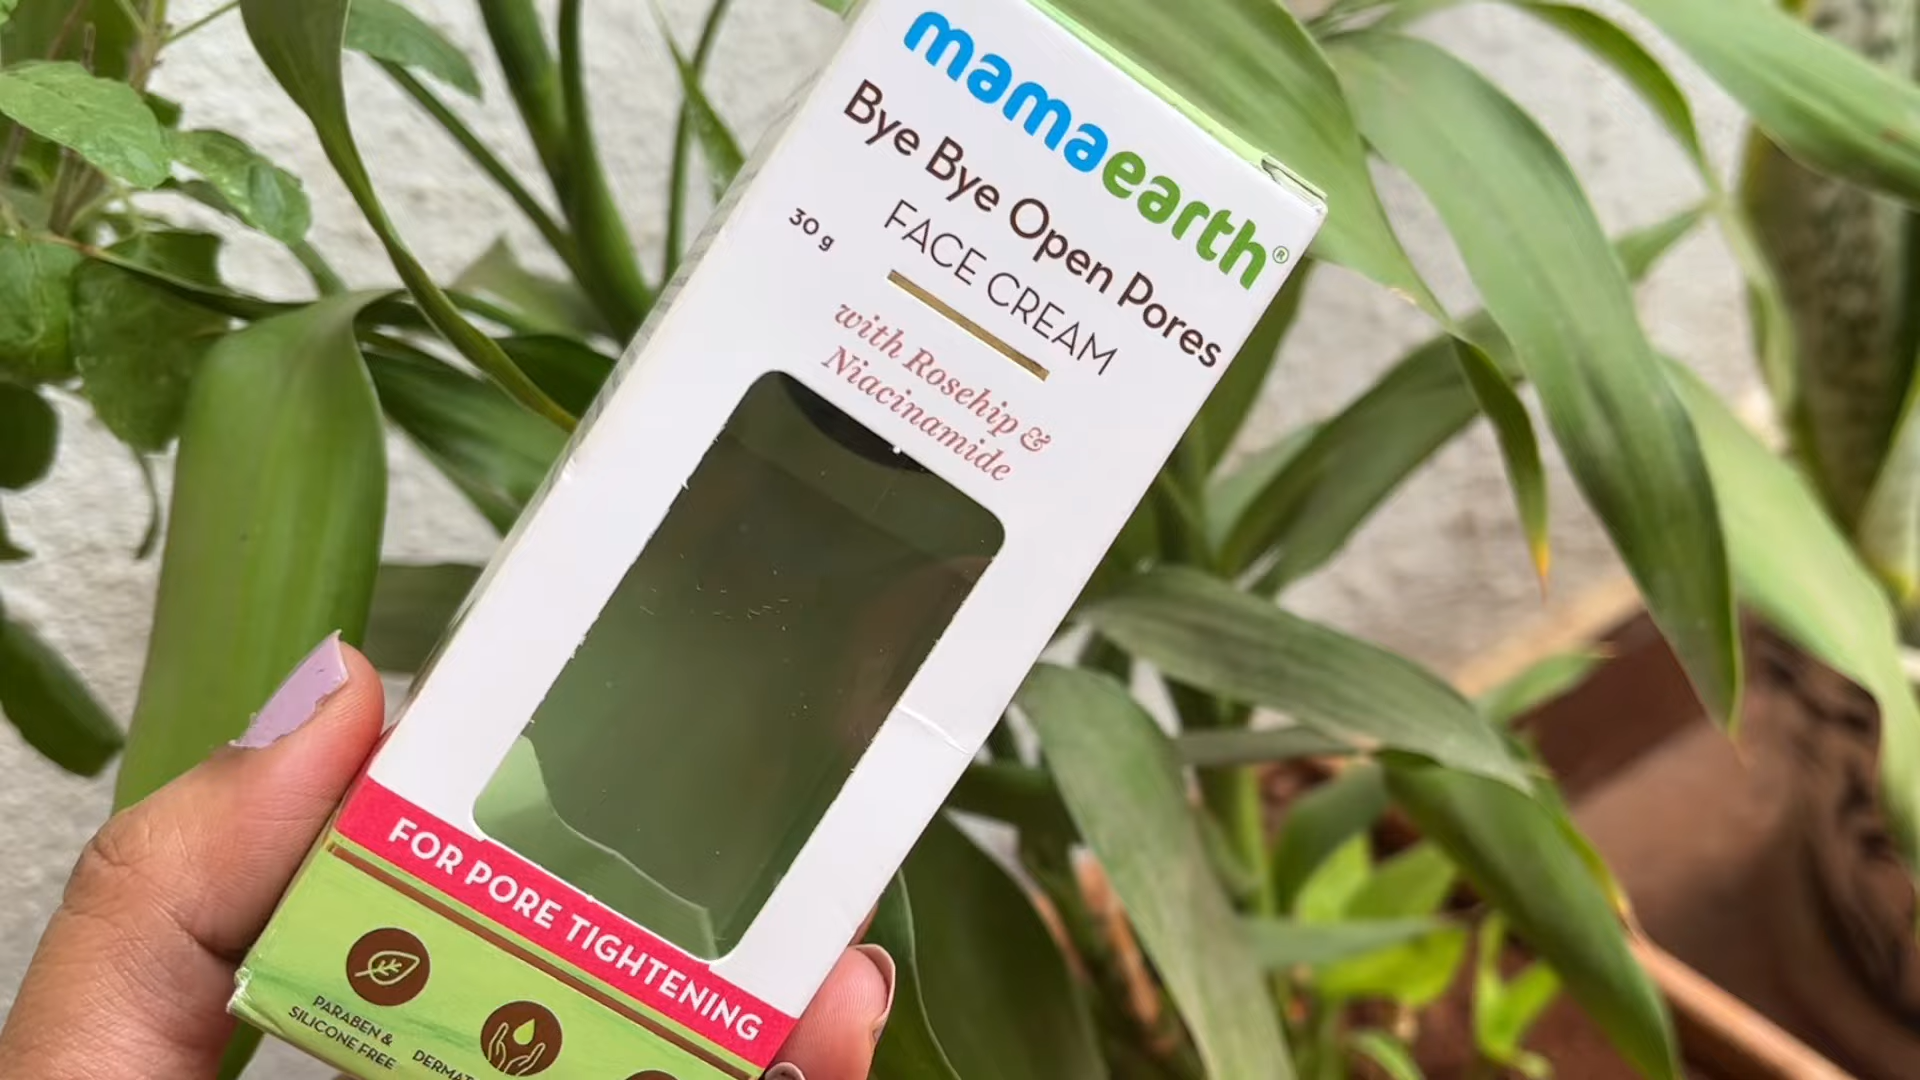 mamaearth®
Bye Bye Open Pores
FACE CREAM
30 g
with Rosehip &
Niacinamide
FOR PORE TIGHTENING
PARABEN &
SILICONE FREE